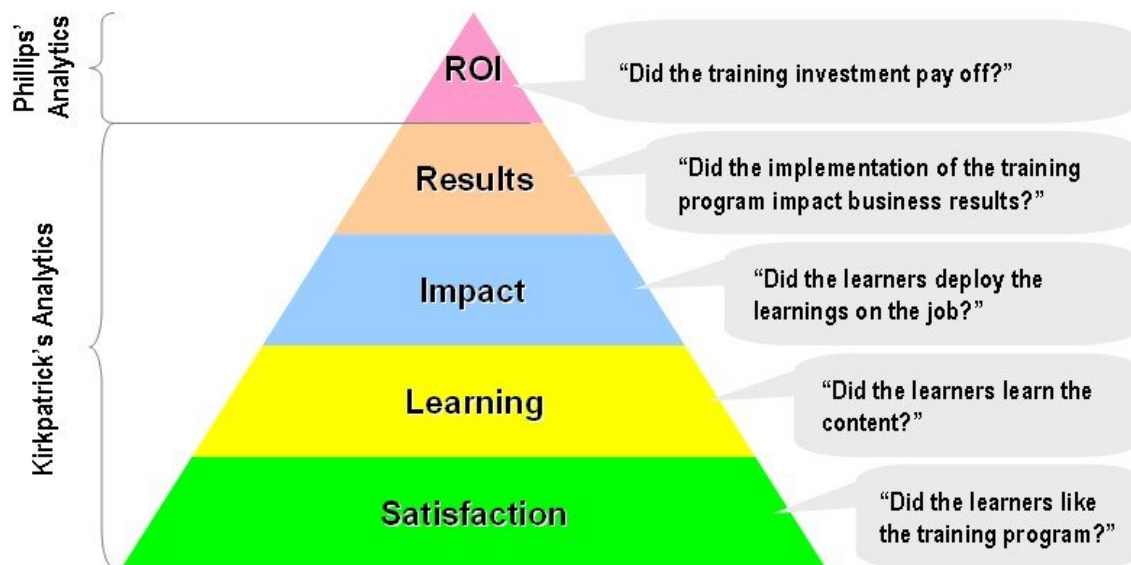 Phillips'
Analytics
ROI
“Did the training investment pay off?”
Results
“Did the implementation of the training
program impact business results?”
Kirkpatrick's Analytics
Impact
“Did the learners deploy the
learnings on the job?”
Learning
“Did the learners learn the
content?”
Satisfaction
“Did the learners like
the training program?”